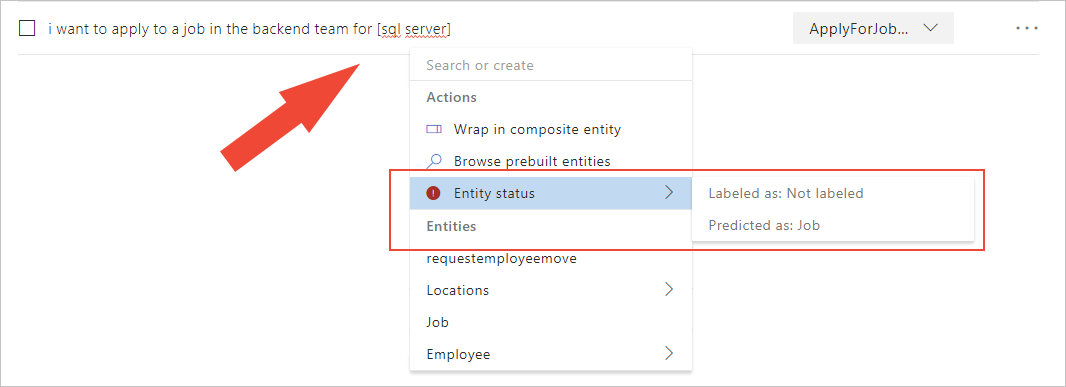 i want to apply to a job in the backend team for [sql server]
ApplyForJob...
Search or create
Actions
Wrap in composite entity
Browse prebuilt entities
Entity status
Labeled as: Not labeled
Predicted as: Job
Entities
requestemployeemove
Locations
Job
Employee